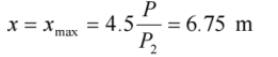 x = x_max = 4.5 P/P_2 = 6.75 m